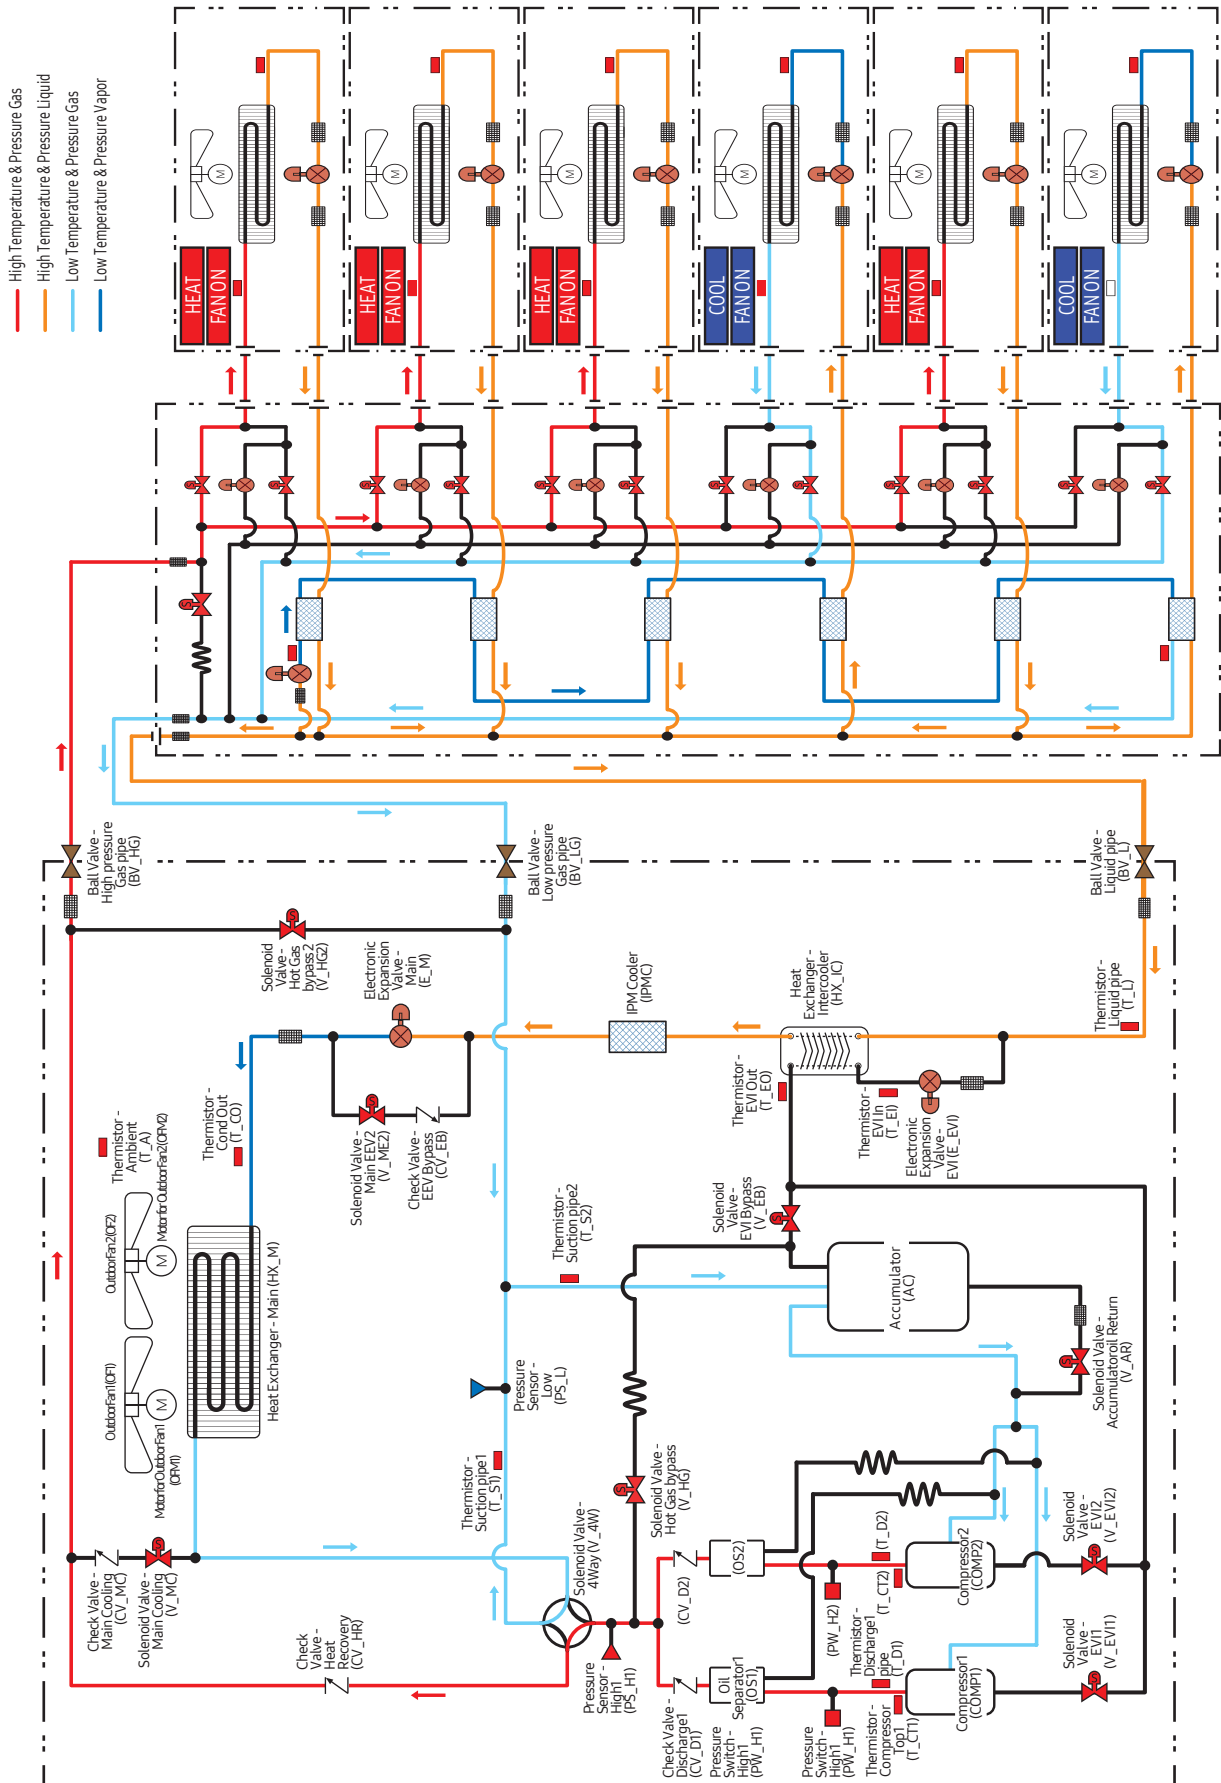 High Temperature & Pressure Gas
High Temperature & Pressure Liquid
Low Temperature & Pressure Gas
Low Temperature & Pressure Vapor
HEAT
FAN ON
HEAT
FAN ON
HEAT
FAN ON
COOL
FAN ON
HEAT
FAN ON
COOL
FAN ON
M
M
M
M
M
M
S
S
S
S
S
S
S
S
S
S
S
S
S
Ball Valve -
High pressure
Gas pipe
(BV_HG)
Ball Valve -
Low pressure
Gas pipe
(BV_LG)
Ball Valve -
Liquid pipe
(BV_L)
S
Solenoid
Valve -
Hot Gas
bypass 2
(V_HG2)
Electronic
Expansion
Valve -
Main
(E_M)
IPM Cooler
(IPMC)
Heat
Exchanger -
Intercooler
(HX_IC)
Thermistor -
Liquid pipe
(T_L)
Thermistor -
Ambient
(T_A)
Thermistor -
Cond Out
(T_CO)
S
Solenoid Valve -
Main EEV2
(V_ME2)
Check Valve -
EEV Bypass
(CV_EB)
Thermistor -
EVI Out
(T_EO)
Thermistor -
EVI In
(T_EI)
Electronic
Expansion
Valve -
EVI (E_EVI)
Outdoor Fan2(OF2)
M
Motor for Outdoor Fan2 (OFM2)
Outdoor Fan1(OF1)
M
Motor for Outdoor Fan1
(OFM1)
Heat Exchanger - Main (HX_M)
Thermistor -
Suction pipe2
(T_S2)
Solenoid
Valve -
EVI Bypass
(V_EB)
S
Accumulator
(AC)
Pressure
Sensor -
Low
(PS_L)
Thermistor -
Suction pipe1
(T_S1)
S
Solenoid Valve -
Accumulatoroil Return
(V_AR)
Check Valve -
Main Cooling
(CV_MC)
S
Solenoid Valve -
Main Cooling
(V_MC)
Check
Valve -
Heat
Recovery
(CV_HR)
Solenoid Valve -
4Way (V_4W)
S
Solenoid Valve -
Hot Gas bypass
(V_HG)
Pressure
Sensor -
High1
(PS_H1)
(CV_D2)
(OS2)
(PW_H2)
(T_D2)
(T_CT2)
Compressor2
(COMP2)
S
Solenoid
Valve -
EVI2
(V_EVI2)
Check Valve -
Discharge1
(CV_D1)
Oil
Separator1
(OS1)
Pressure
Switch -
High1
(PW_H1)
Pressure
Switch -
High1
(PW_H1)
Thermistor -
Discharge1
pipe
(T_D1)
Thermistor -
Compressor
Top1
(T_CT1)
Compressor1
(COMP1)
S
Solenoid
Valve -
EVI1
(V_EVI1)